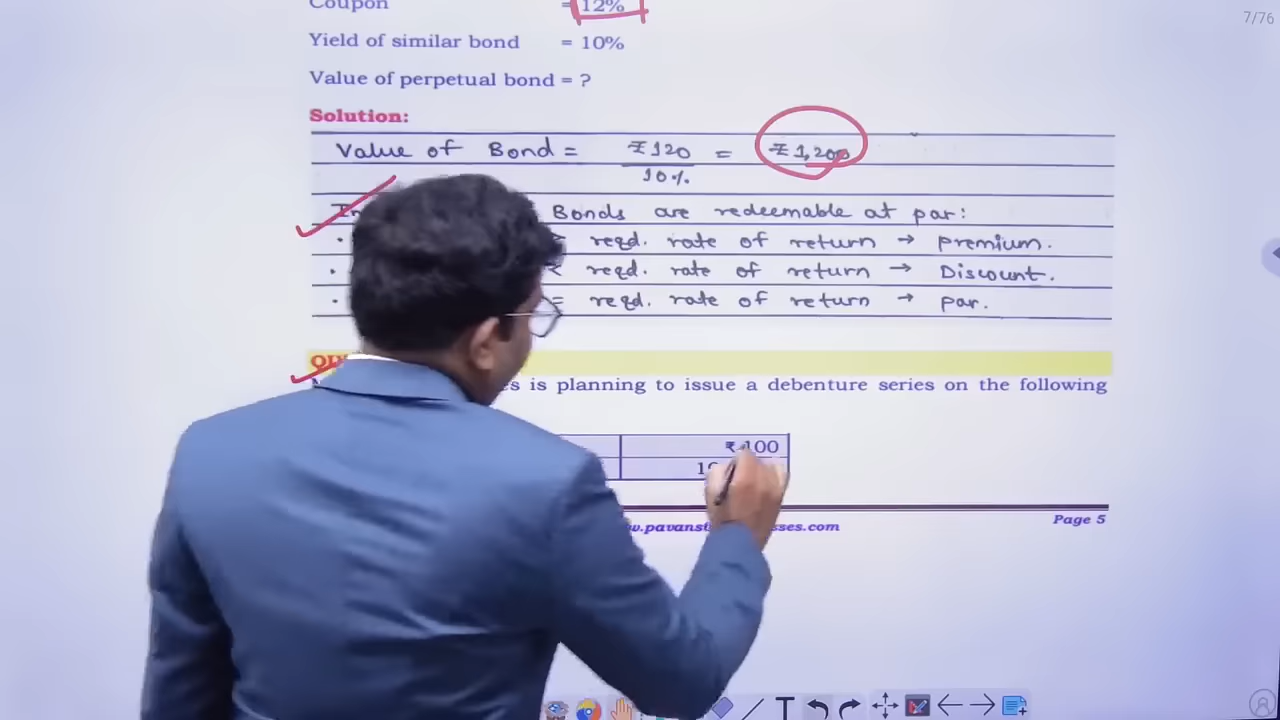 7/76
Coupon = 12%
Yield of similar bond = 10%
Value of perpetual bond = ?
Solution:
Value of Bond = ₹120 / 10% = ₹1,200
Bonds are redeemable at par:
reqd. rate of return → premium.
reqd. rate of return → Discount.
= reqd. rate of return → par.
is planning to issue a debenture series on the following
₹100
Page 5